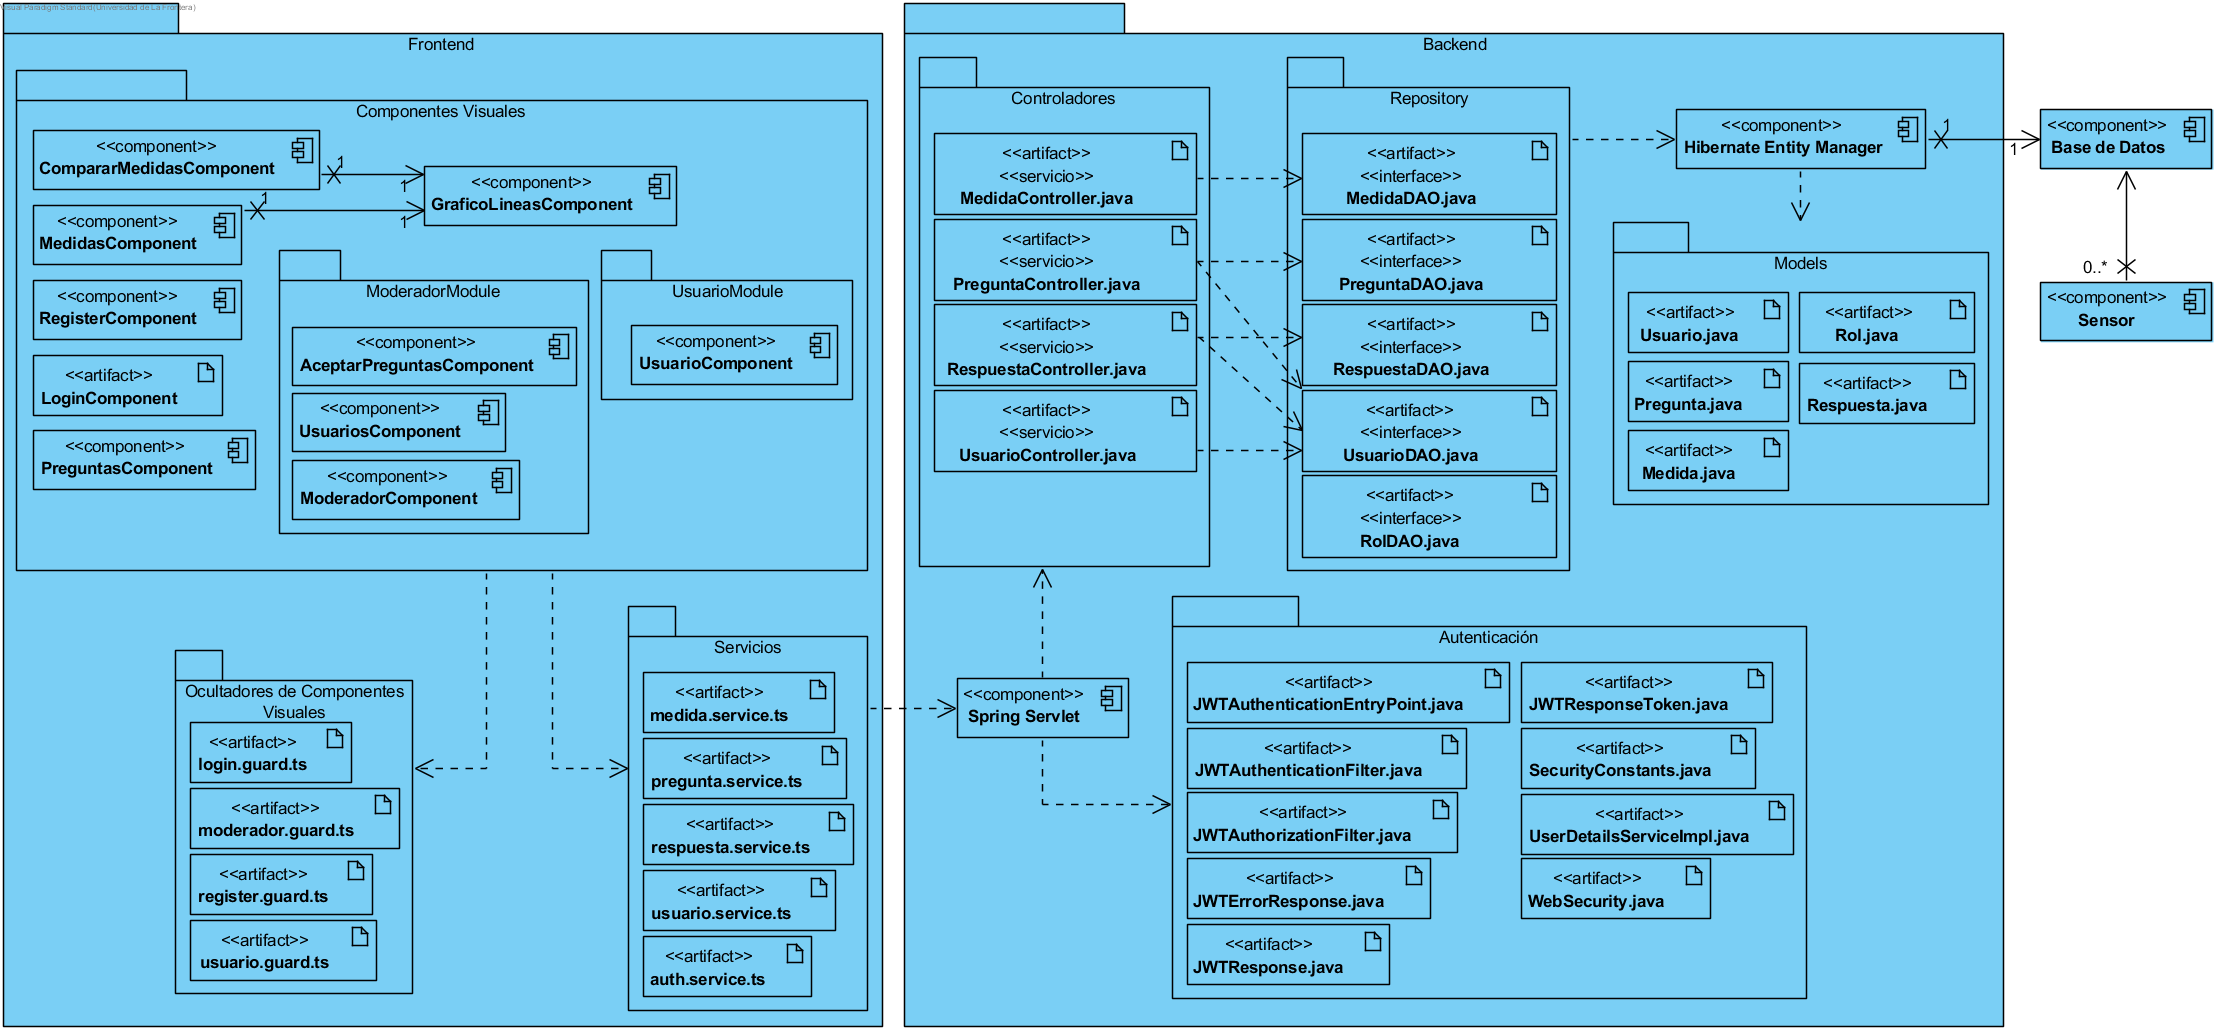 Visual Paradigm Standard(Universidad de La Frontera)
Frontend
Componentes Visuales
<<component>>
CompararMedidasComponent
1
1
<<component>>
GraficoLineasComponent
<<component>>
MedidasComponent
1
1
<<component>>
RegisterComponent
<<artifact>>
LoginComponent
<<component>>
PreguntasComponent
ModeradorModule
<<component>>
AceptarPreguntasComponent
<<component>>
UsuariosComponent
<<component>>
ModeradorComponent
UsuarioModule
<<component>>
UsuarioComponent
Ocultadores de Componentes
Visuales
<<artifact>>
login.guard.ts
<<artifact>>
moderador.guard.ts
<<artifact>>
register.guard.ts
<<artifact>>
usuario.guard.ts
Servicios
<<artifact>>
medida.service.ts
<<artifact>>
pregunta.service.ts
<<artifact>>
respuesta.service.ts
<<artifact>>
usuario.service.ts
<<artifact>>
auth.service.ts
Backend
Controladores
<<artifact>>
<<servicio>>
MedidaController.java
<<artifact>>
<<servicio>>
PreguntaController.java
<<artifact>>
<<servicio>>
RespuestaController.java
<<artifact>>
<<servicio>>
UsuarioController.java
Repository
<<artifact>>
<<interface>>
MedidaDAO.java
<<artifact>>
<<interface>>
PreguntaDAO.java
<<artifact>>
<<interface>>
RespuestaDAO.java
<<artifact>>
<<interface>>
UsuarioDAO.java
<<artifact>>
<<interface>>
RolDAO.java
<<component>>
Hibernate Entity Manager
1
1
Models
<<artifact>>
Usuario.java
<<artifact>>
Rol.java
<<artifact>>
Pregunta.java
<<artifact>>
Respuesta.java
<<artifact>>
Medida.java
<<component>>
Spring Servlet
Autenticación
<<artifact>>
JWTAuthenticationEntryPoint.java
<<artifact>>
JWTResponseToken.java
<<artifact>>
JWTAuthenticationFilter.java
<<artifact>>
SecurityConstants.java
<<artifact>>
JWTAuthorizationFilter.java
<<artifact>>
UserDetailsServiceImpl.java
<<artifact>>
JWTErrorResponse.java
<<artifact>>
WebSecurity.java
<<artifact>>
JWTResponse.java
<<component>>
Base de Datos
0..*
<<component>>
Sensor